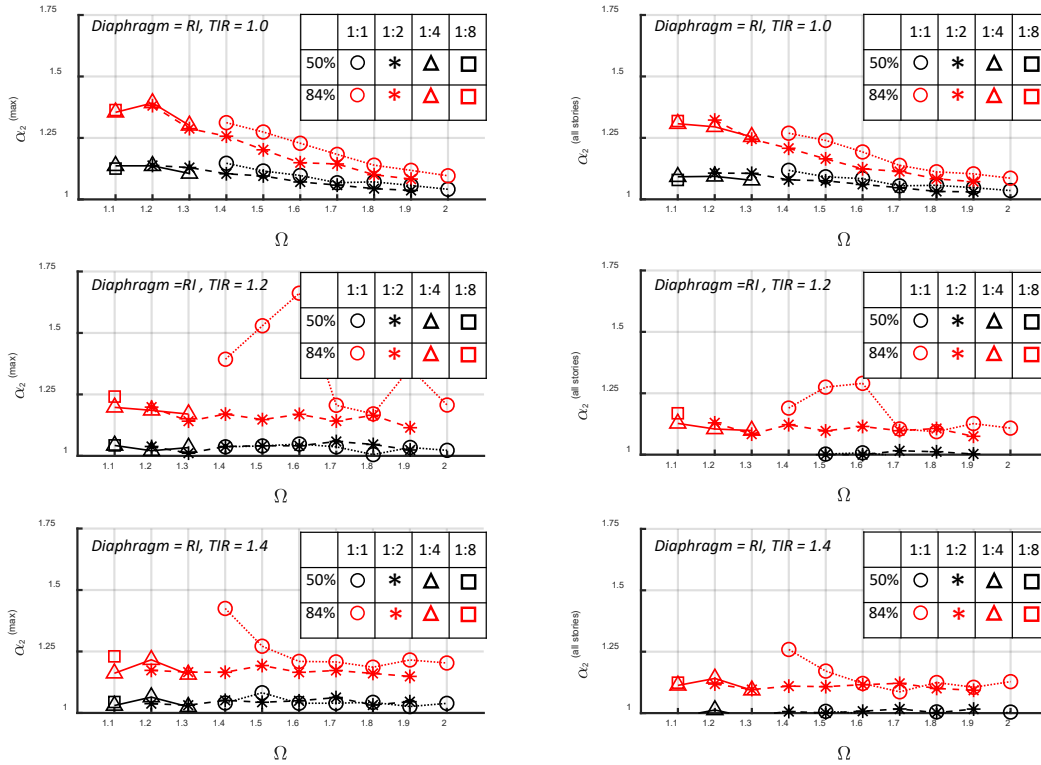 1.75
Diaphragm = RI, TIR = 1.0
1:1 1:2 1:4 1:8
50%
84%
1.5
1.25
1
α2 (max)
1.1 1.2 1.3 1.4 1.5 1.6 1.7 1.8 1.9 2
Ω
1.75
Diaphragm = RI, TIR = 1.0
1:1 1:2 1:4 1:8
50%
84%
1.5
1.25
1
α2 (all stories)
1.1 1.2 1.3 1.4 1.5 1.6 1.7 1.8 1.9 2
Ω
1.75
Diaphragm =RI , TIR = 1.2
1:1 1:2 1:4 1:8
50%
84%
1.5
1.25
1
α2 (max)
1.1 1.2 1.3 1.4 1.5 1.6 1.7 1.8 1.9 2
Ω
1.75
Diaphragm =RI , TIR = 1.2
1:1 1:2 1:4 1:8
50%
84%
1.5
1.25
1
α2 (all stories)
1.1 1.2 1.3 1.4 1.5 1.6 1.7 1.8 1.9 2
Ω
1.75
Diaphragm = RI, TIR = 1.4
1:1 1:2 1:4 1:8
50%
84%
1.5
1.25
1
α2 (max)
1.1 1.2 1.3 1.4 1.5 1.6 1.7 1.8 1.9 2
Ω
1.75
Diaphragm = RI, TIR = 1.4
1:1 1:2 1:4 1:8
50%
84%
1.5
1.25
1
α2 (all stories)
1.1 1.2 1.3 1.4 1.5 1.6 1.7 1.8 1.9 2
Ω